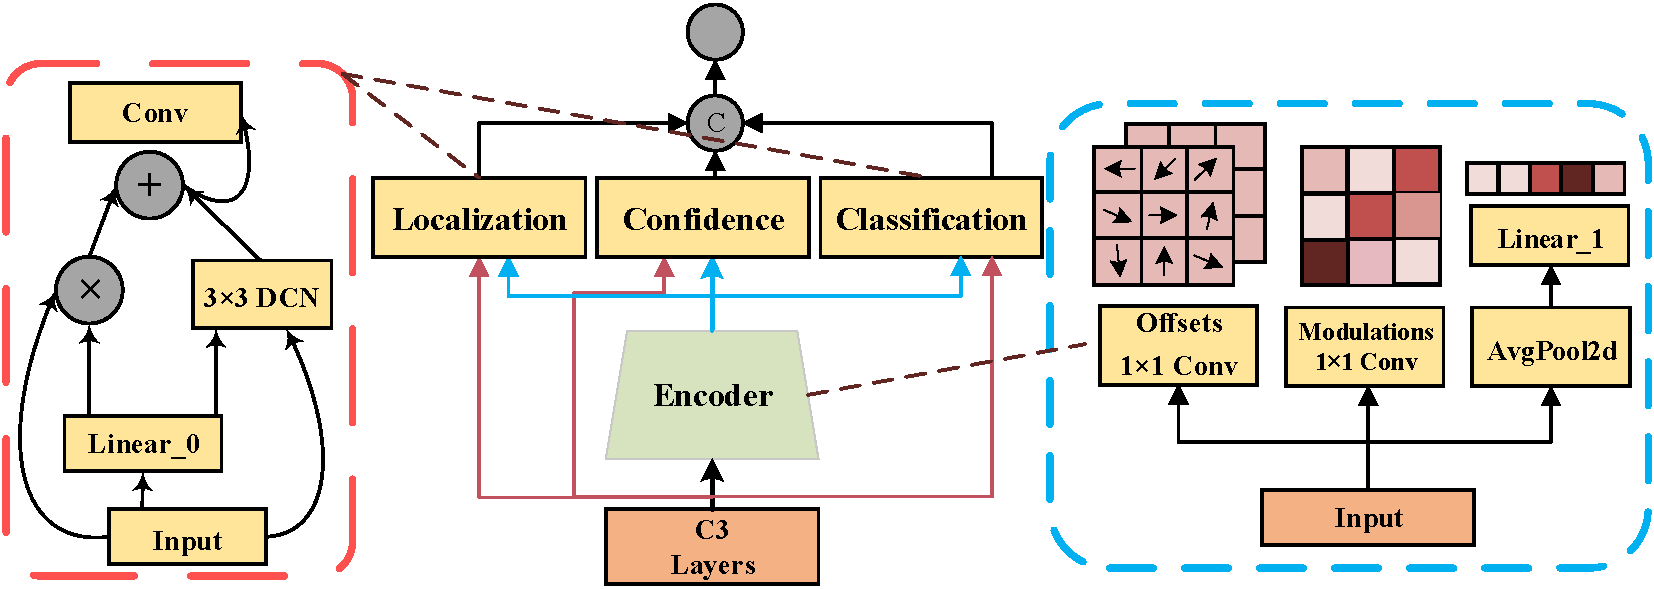 Conv
+
×
3×3 DCN
Linear_0
Input
C
Localization
Confidence
Classification
Encoder
C3
Layers
Linear_1
Offsets
1×1 Conv
Modulations
1×1 Conv
AvgPool2d
Input